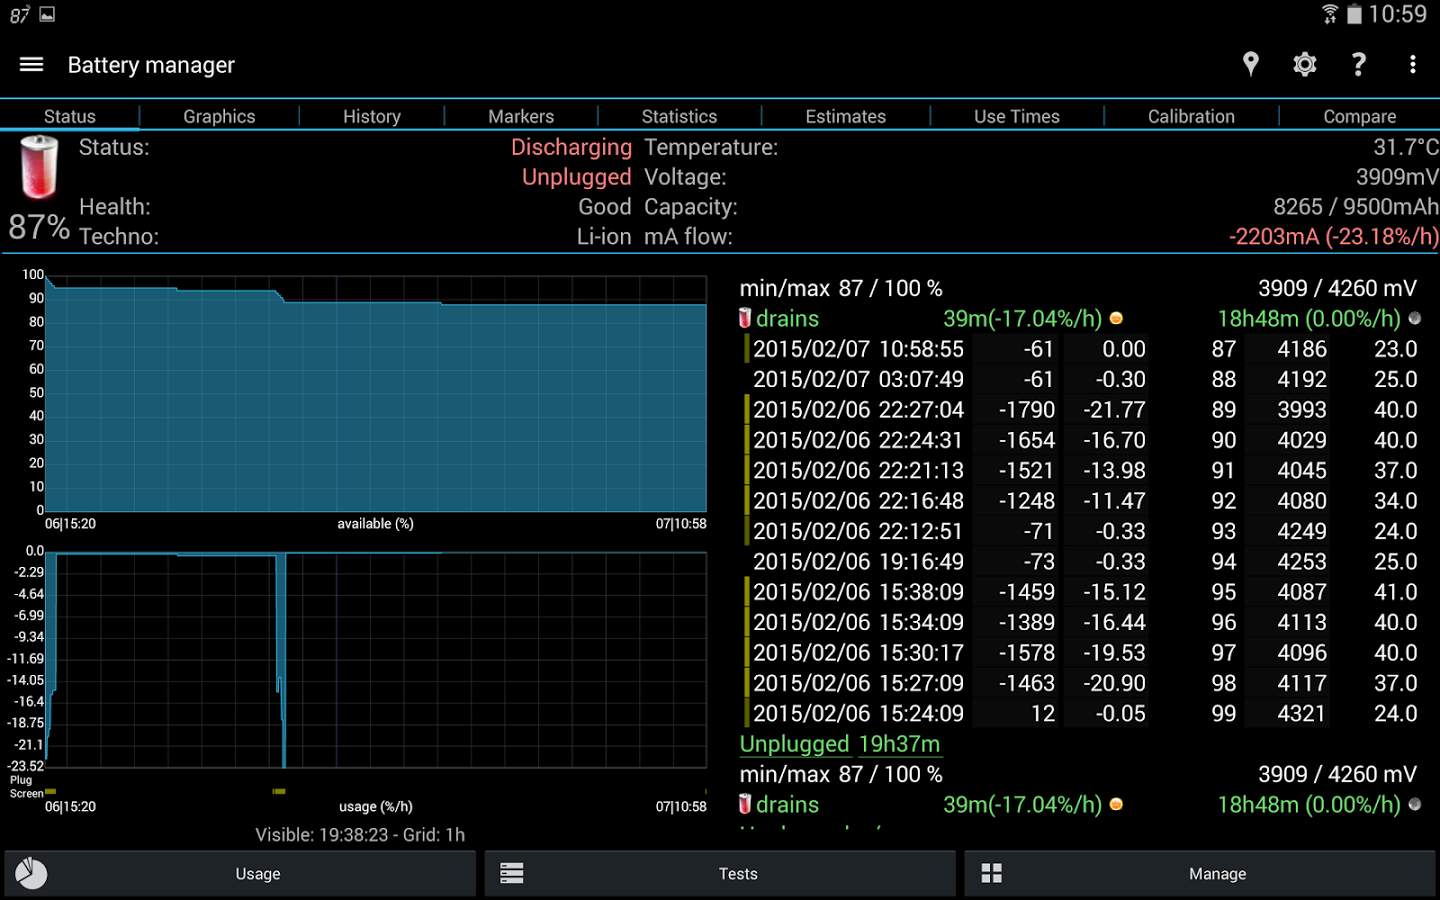 87 10:59
Battery manager ?
Status Graphics History Markers Statistics Estimates Use Times Calibration Compare
Status: Discharging Temperature: 31.7°C
Unplugged Voltage: 3909mV
Health: Good Capacity: 8265 / 9500mAh
87% Techno: Li-ion mA flow: -2203mA (-23.18%/h)
100
90
80
70
60
50
40
30
20
10
0
06|15:20 available (%) 07|10:58
0.0
-2.29
-4.64
-6.99
-9.34
-11.69
-14.05
-16.4
-18.75
-21.1
-23.52
Plug
Screen
06|15:20 usage (%/h) 07|10:58
Visible: 19:38:23 - Grid: 1h
min/max 87 / 100 % 3909 / 4260 mV
drains 39m(-17.04%/h) 18h48m (0.00%/h)
2015/02/07 10:58:55 -61 0.00 87 4186 23.0
2015/02/07 03:07:49 -61 -0.30 88 4192 25.0
2015/02/06 22:27:04 -1790 -21.77 89 3993 40.0
2015/02/06 22:24:31 -1654 -16.70 90 4029 40.0
2015/02/06 22:21:13 -1521 -13.98 91 4045 37.0
2015/02/06 22:16:48 -1248 -11.47 92 4080 34.0
2015/02/06 22:12:51 -71 -0.33 93 4249 24.0
2015/02/06 19:16:49 -73 -0.33 94 4253 25.0
2015/02/06 15:38:09 -1459 -15.12 95 4087 41.0
2015/02/06 15:34:09 -1389 -16.44 96 4113 40.0
2015/02/06 15:30:17 -1578 -19.53 97 4096 40.0
2015/02/06 15:27:09 -1463 -20.90 98 4117 37.0
2015/02/06 15:24:09 12 -0.05 99 4321 24.0
Unplugged 19h37m
min/max 87 / 100 % 3909 / 4260 mV
drains 39m(-17.04%/h) 18h48m (0.00%/h)
Usage Tests Manage